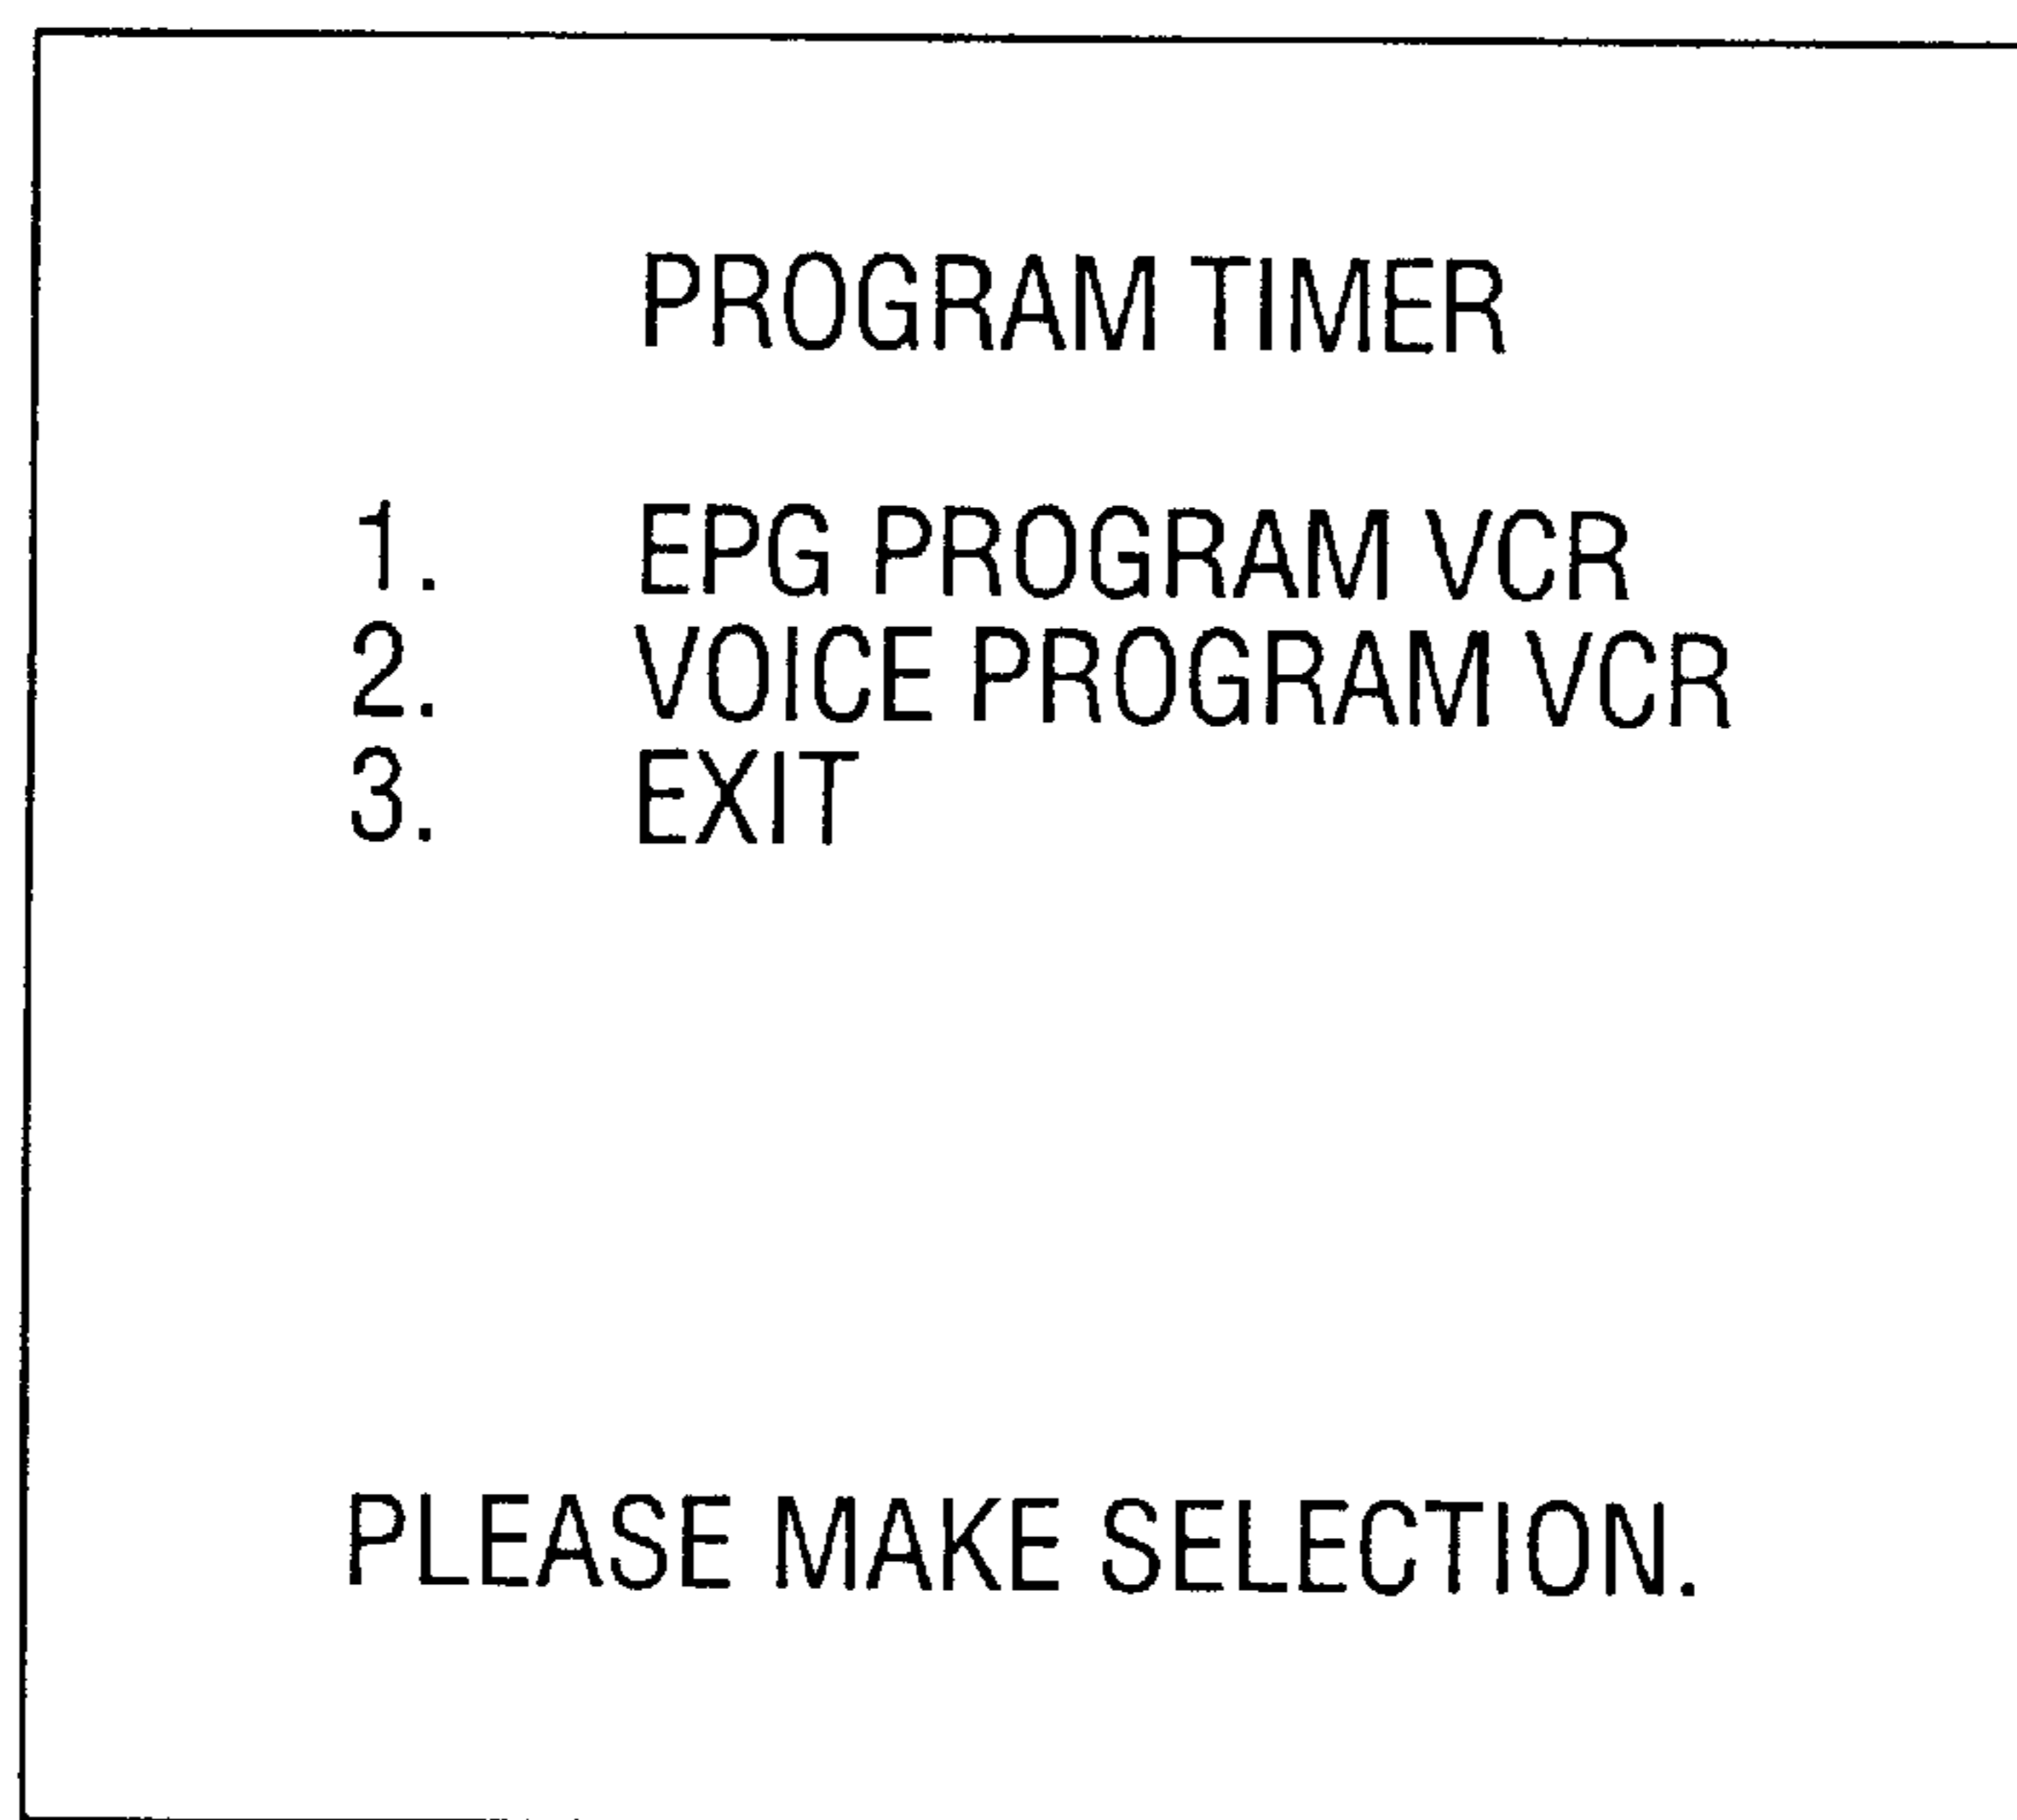 PROGRAM TIMER
1. EPG PROGRAM VCR
2. VOICE PROGRAM VCR
3. EXIT
PLEASE MAKE SELECTION.